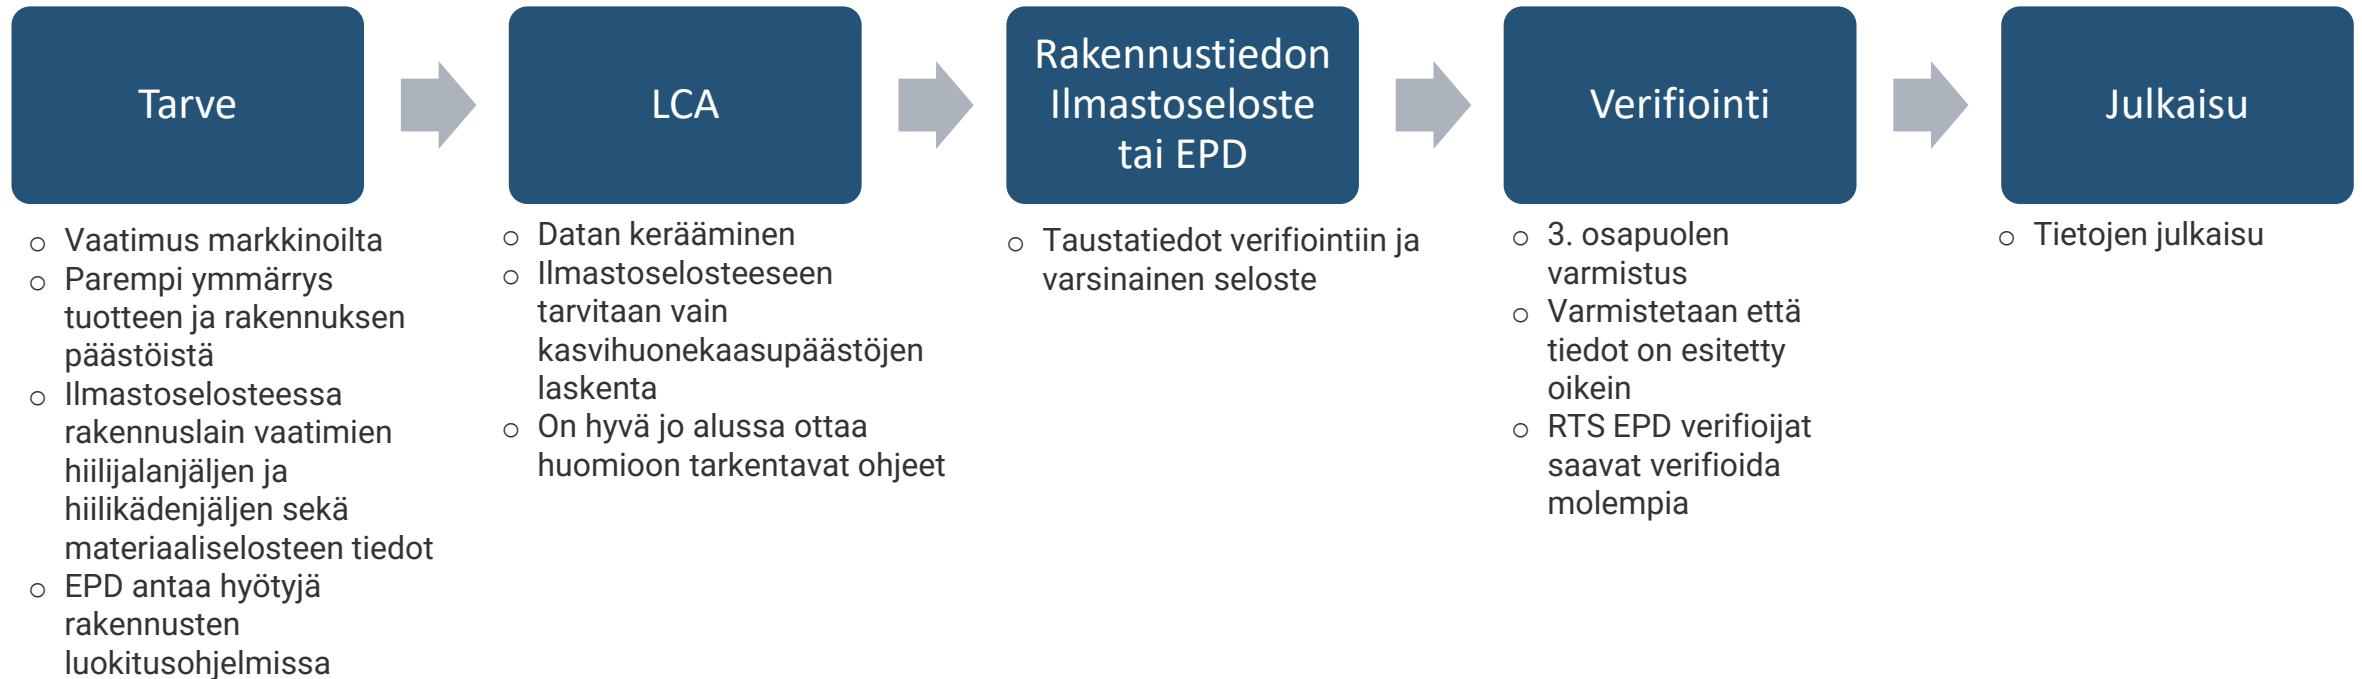 Tarve
○ Vaatimus markkinoilta
○ Parempi ymmärrys
tuotteen ja rakennuksen
päästöistä
○ Ilmastoselosteessa
rakennuslain vaatimien
hiilijalanjäljen ja
hiilikädenjäljen sekä
materiaaliselosteen tiedot
○ EPD antaa hyötyjä
rakennusten
luokitusohjelmissa
LCA
○ Datan kerääminen
○ Ilmastoselosteeseen
tarvitaan vain
kasvihuonekaasupäästöjen
laskenta
○ On hyvä jo alussa ottaa
huomioon tarkentavat ohjeet
Rakennustiedon
Ilmastoseloste
tai EPD
○ Taustatiedot verifiointiin ja
varsinainen seloste
Verifiointi
○ 3. osapuolen
varmistus
○ Varmistetaan että
tiedot on esitetty
oikein
○ RTS EPD verifioijat
saavat verifioida
molempia
Julkaisu
○ Tietojen julkaisu